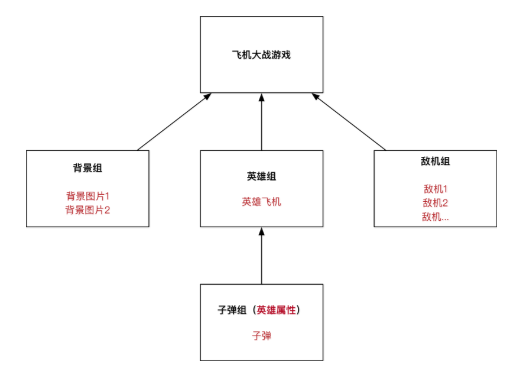 飞机大战游戏
背景组
背景图片1
背景图片2
英雄组
英雄飞机
敌机组
敌机1
敌机2
敌机...
子弹组（英雄属性）
子弹